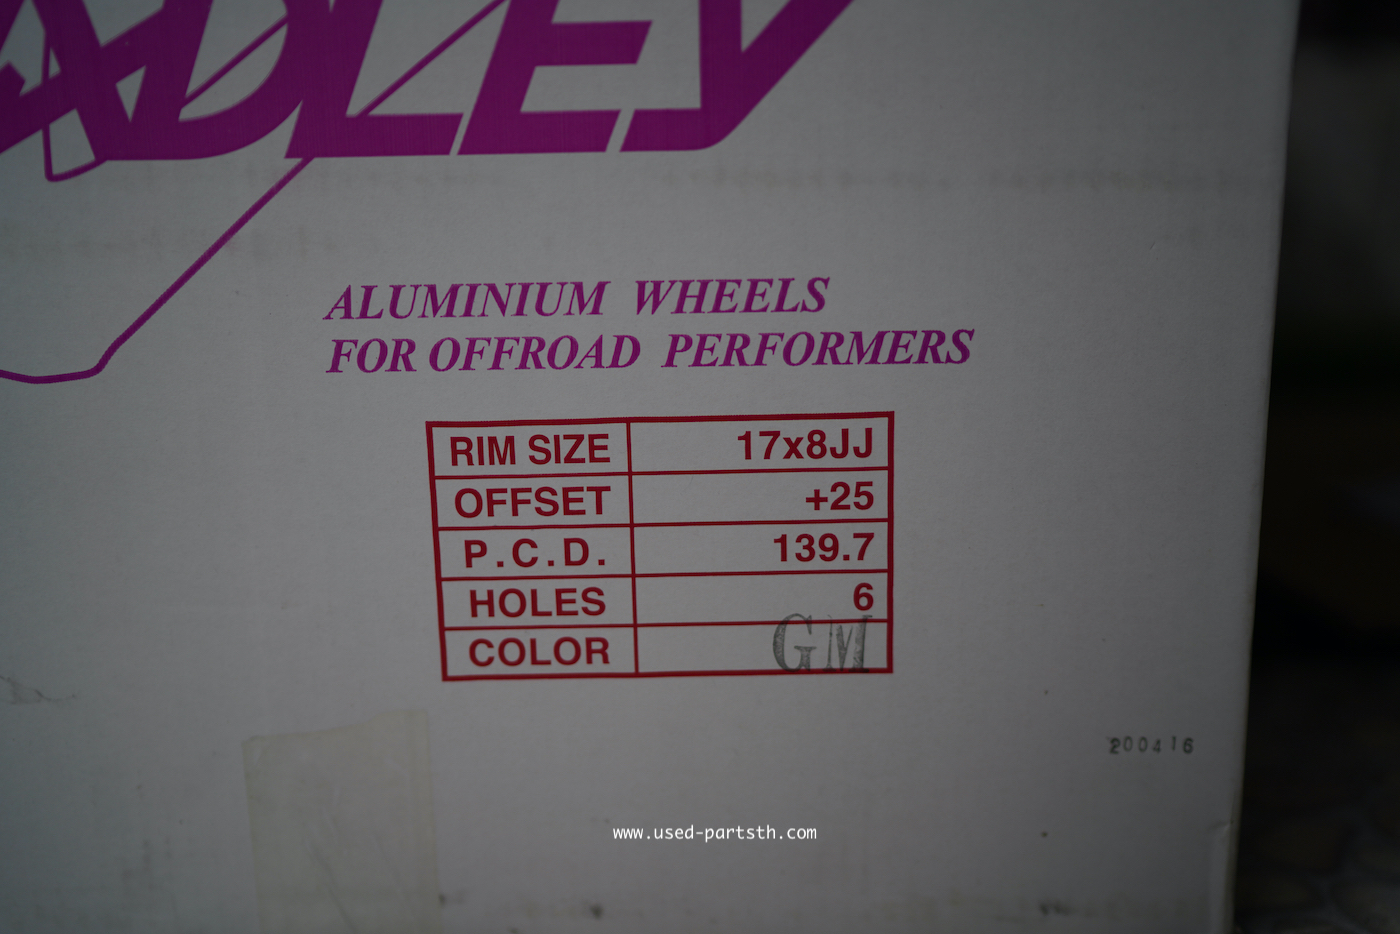 ADLEY
ALUMINIUM WHEELS
FOR OFFROAD PERFORMERS
RIM SIZE 17x8JJ
OFFSET +25
P.C.D. 139.7
HOLES 6
COLOR GM
200416
www.used-partsth.com